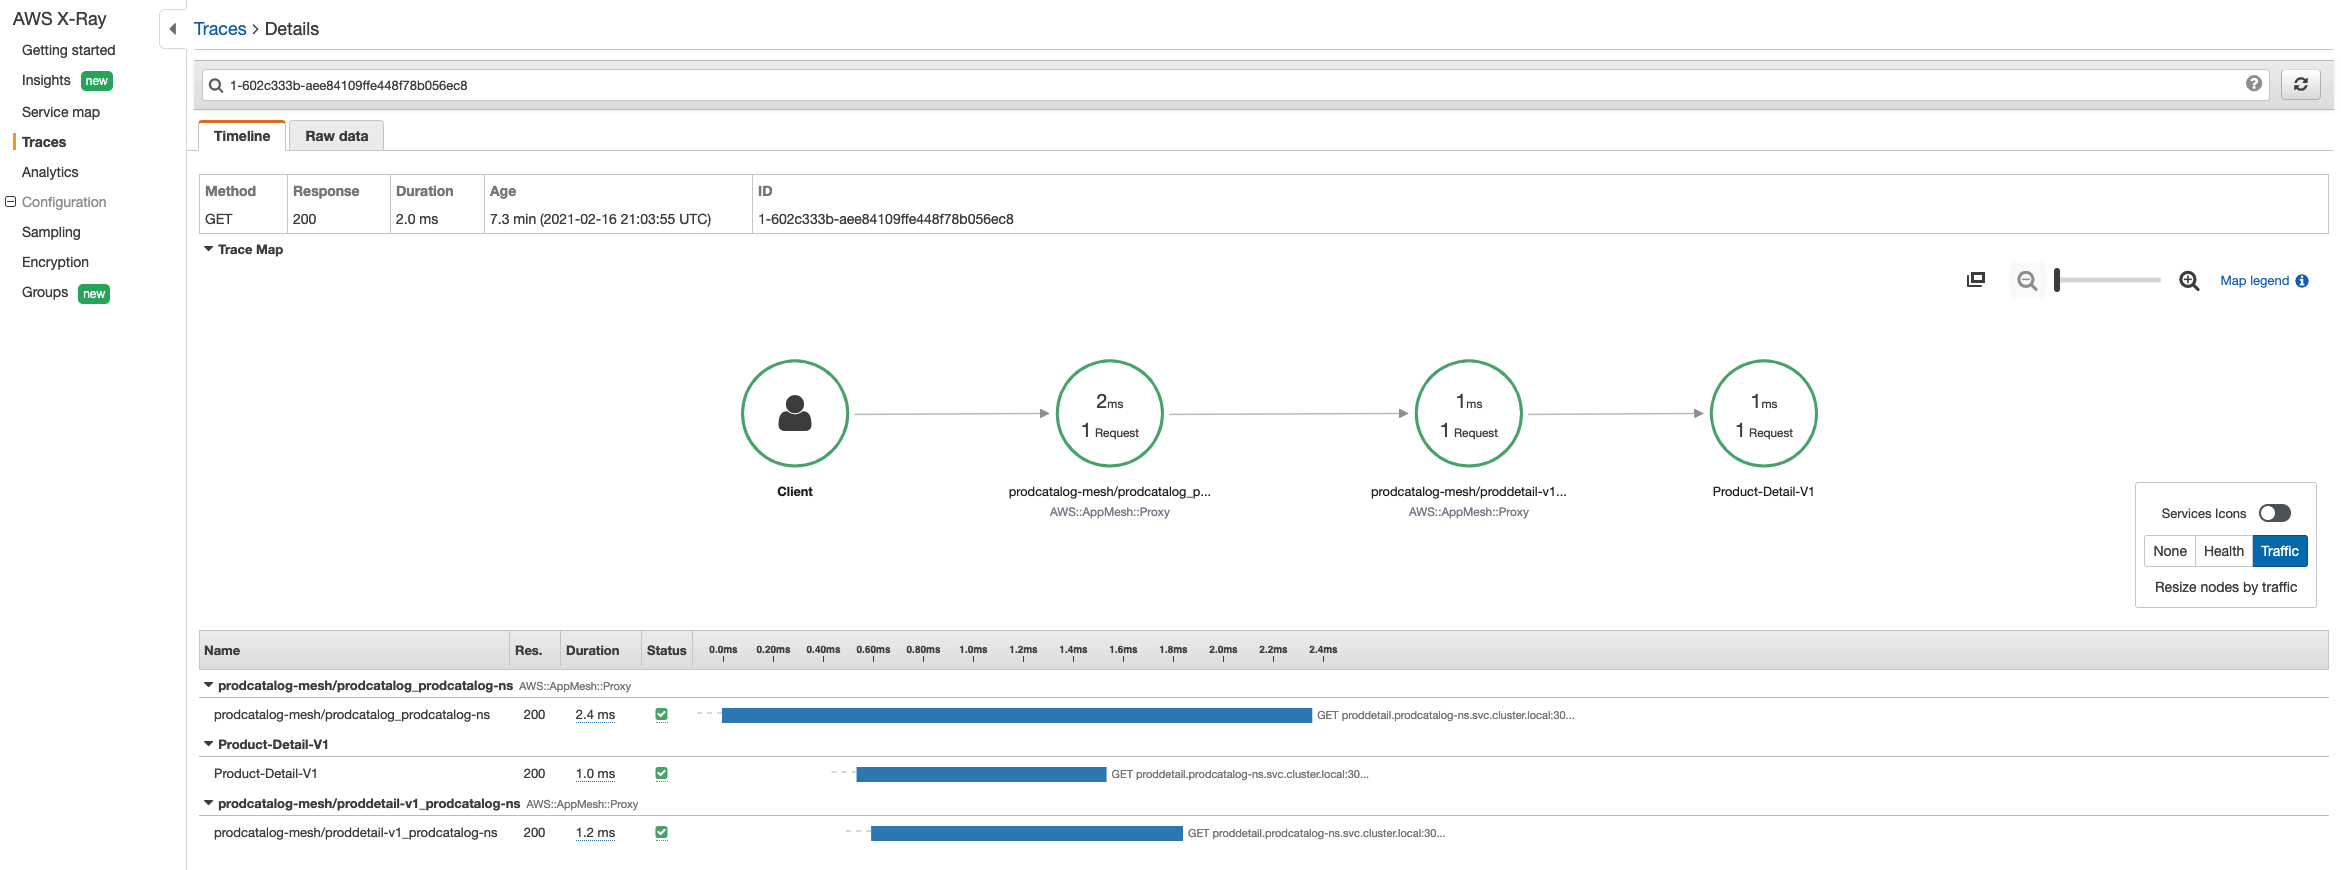 AWS X-Ray
Getting started
Insights new
Service map
Traces
Analytics
Configuration
Sampling
Encryption
Groups new
Traces > Details
1-602c333b-aee84109ffe448f78b056ec8
Timeline Raw data
Method Response Duration Age ID
GET 200 2.0 ms 7.3 min (2021-02-16 21:03:55 UTC) 1-602c333b-aee84109ffe448f78b056ec8
Trace Map
Map legend
2ms 1ms 1ms
1 Request 1 Request 1 Request
Client prodcatalog-mesh/prodcatalog_p... prodcatalog-mesh/proddetail-v1... Product-Detail-V1
AWS::AppMesh::Proxy AWS::AppMesh::Proxy
Services Icons
None Health Traffic
Resize nodes by traffic
Name Res. Duration Status 0.0ms 0.20ms 0.40ms 0.60ms 0.80ms 1.0ms 1.2ms 1.4ms 1.6ms 1.8ms 2.0ms 2.2ms 2.4ms
prodcatalog-mesh/prodcatalog_prodcatalog-ns AWS::AppMesh::Proxy
prodcatalog-mesh/prodcatalog_prodcatalog-ns 200 2.4 ms GET proddetail.prodcatalog-ns.svc.cluster.local:30...
Product-Detail-V1
Product-Detail-V1 200 1.0 ms GET proddetail.prodcatalog-ns.svc.cluster.local:30...
prodcatalog-mesh/proddetail-v1_prodcatalog-ns AWS::AppMesh::Proxy
prodcatalog-mesh/proddetail-v1_prodcatalog-ns 200 1.2 ms GET proddetail.prodcatalog-ns.svc.cluster.local:30...